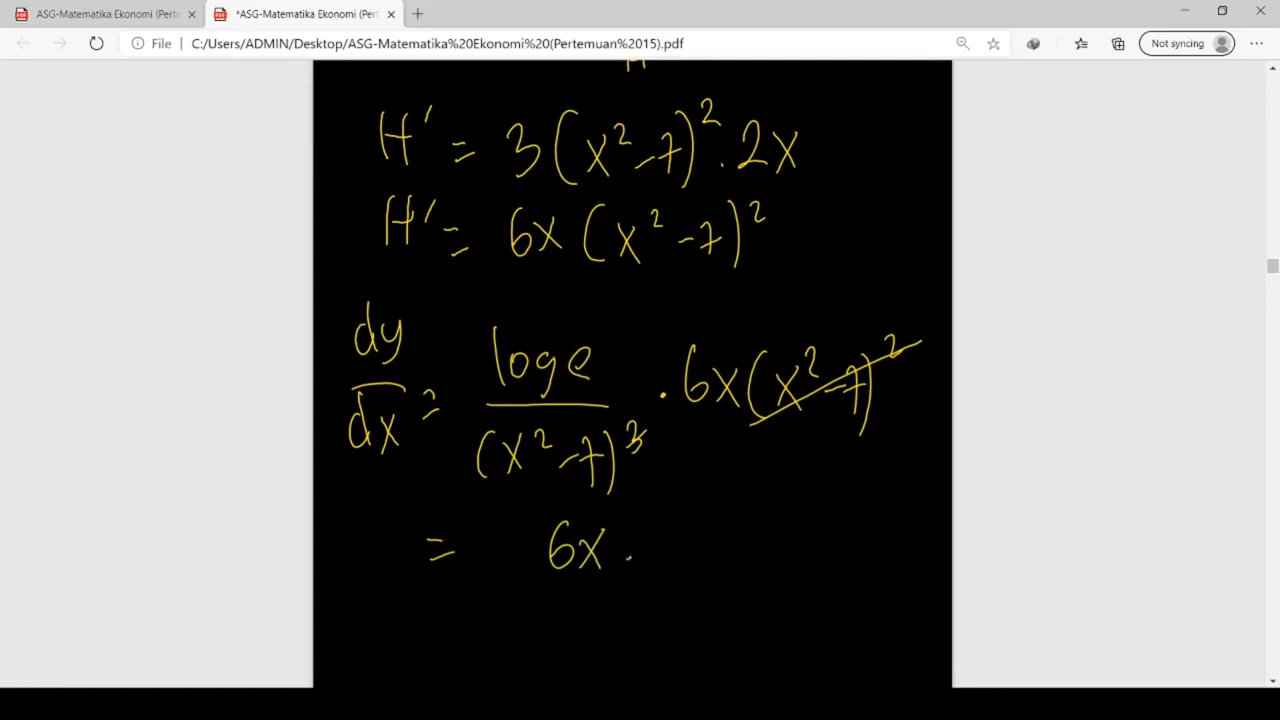 ASG-Matematika Ekonomi (Perte
*ASG-Matematika Ekonomi (Pert
File | C:/Users/ADMIN/Desktop/ASG-Matematika%20Ekonomi%20(Pertemuan%2015).pdf
Not syncing
H' = 3(x² - 7)² . 2x
H' = 6x (x² - 7)²
dy/dx = log e/(x² - 7)³ . 6x(x² - 7)²
= 6x .